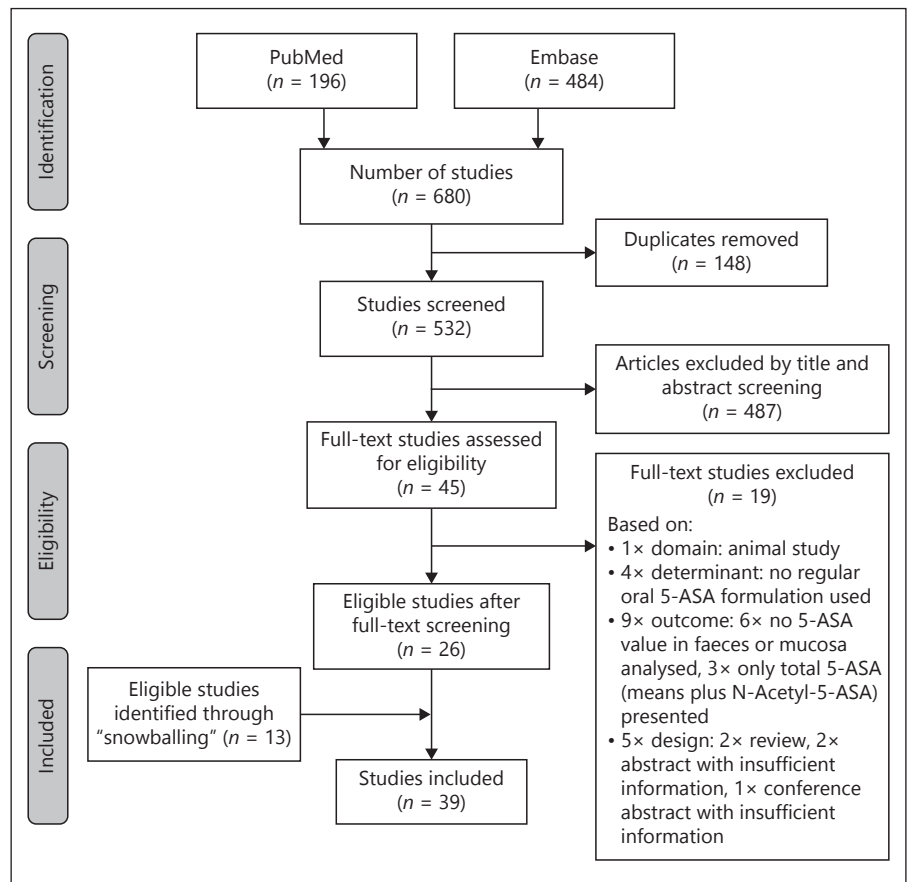 Identification
PubMed
(n = 196)
Embase
(n = 484)
Number of studies
(n = 680)
Screening
Duplicates removed
(n = 148)
Studies screened
(n = 532)
Articles excluded by title and
abstract screening
(n = 487)
Eligibility
Full-text studies assessed
for eligibility
(n = 45)
Full-text studies excluded
(n = 19)
Based on:
• 1× domain: animal study
• 4× determinant: no regular
oral 5-ASA formulation used
• 9× outcome: 6× no 5-ASA
value in faeces or mucosa
analysed, 3× only total 5-ASA
(means plus N-Acetyl-5-ASA)
presented
• 5× design: 2× review, 2×
abstract with insufficient
information, 1× conference
abstract with insufficient
information
Eligible studies after
full-text screening
(n = 26)
Included
Eligible studies
identified through
“snowballing“ (n = 13)
Studies included
(n = 39)